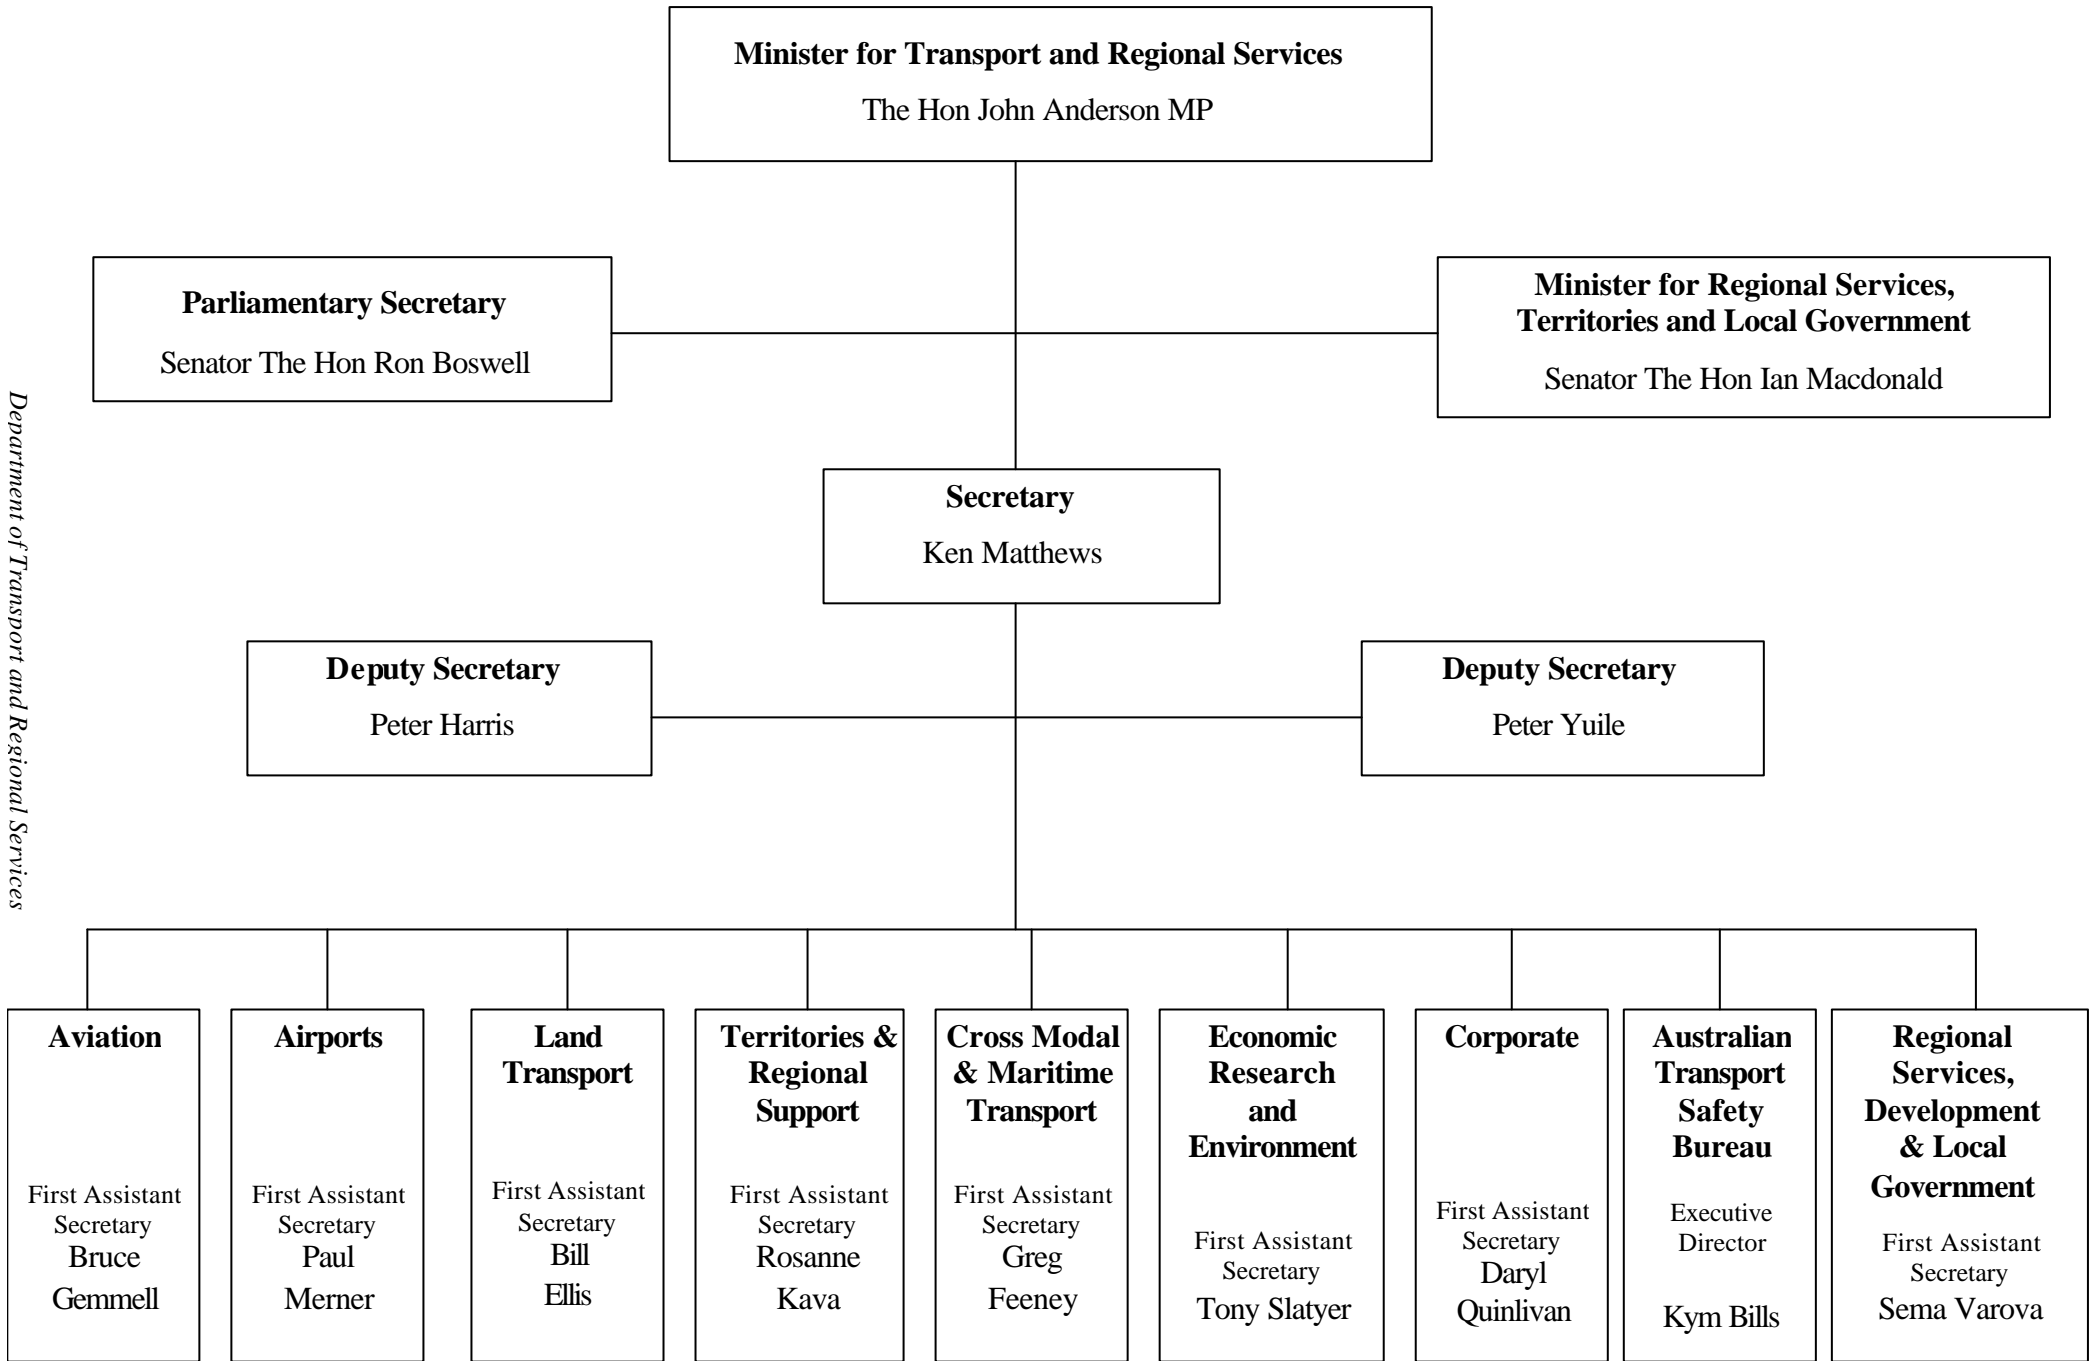 Minister for Transport and Regional Services
The Hon John Anderson MP
Parliamentary Secretary
Senator The Hon Ron Boswell
Minister for Regional Services,
Territories and Local Government
Senator The Hon Ian Macdonald
Department of Transport and Regional Services
Secretary
Ken Matthews
Deputy Secretary
Peter Harris
Deputy Secretary
Peter Yuile
Aviation
First Assistant
Secretary
Bruce
Gemmell
Airports
First Assistant
Secretary
Paul
Merner
Land
Transport
First Assistant
Secretary
Bill
Ellis
Territories &
Regional
Support
First Assistant
Secretary
Rosanne
Kava
Cross Modal
& Maritime
Transport
First Assistant
Secretary
Greg
Feeney
Economic
Research
and
Environment
First Assistant
Secretary
Tony Slatyer
Corporate
First Assistant
Secretary
Daryl
Quinlivan
Australian
Transport
Safety
Bureau
Executive
Director
Kym Bills
Regional
Services,
Development
& Local
Government
First Assistant
Secretary
Sema Varova